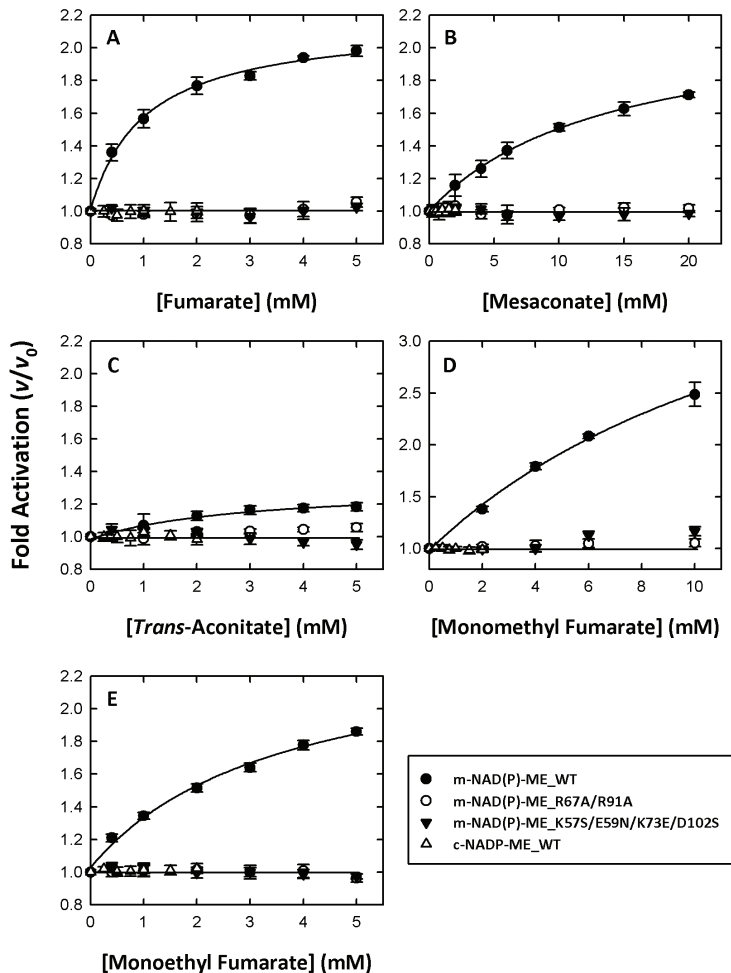 A
B
2.2
2.0
1.8
1.6
1.4
1.2
1.0
0.8
0 1 2 3 4 5
[Fumarate] (mM)
2.2
2.0
1.8
1.6
1.4
1.2
1.0
0.8
0 5 10 15 20
[Mesaconate] (mM)
Fold Activation (v/v0)
C
D
2.2
2.0
1.8
1.6
1.4
1.2
1.0
0.8
0 1 2 3 4 5
[Trans-Aconitate] (mM)
3.0
2.5
2.0
1.5
1.0
0 2 4 6 8 10
[Monomethyl Fumarate] (mM)
E
2.2
2.0
1.8
1.6
1.4
1.2
1.0
0.8
0 1 2 3 4 5
[Monoethyl Fumarate] (mM)
m-NAD(P)-ME_WT
m-NAD(P)-ME_R67A/R91A
m-NAD(P)-ME_K57S/E59N/K73E/D102S
c-NADP-ME_WT